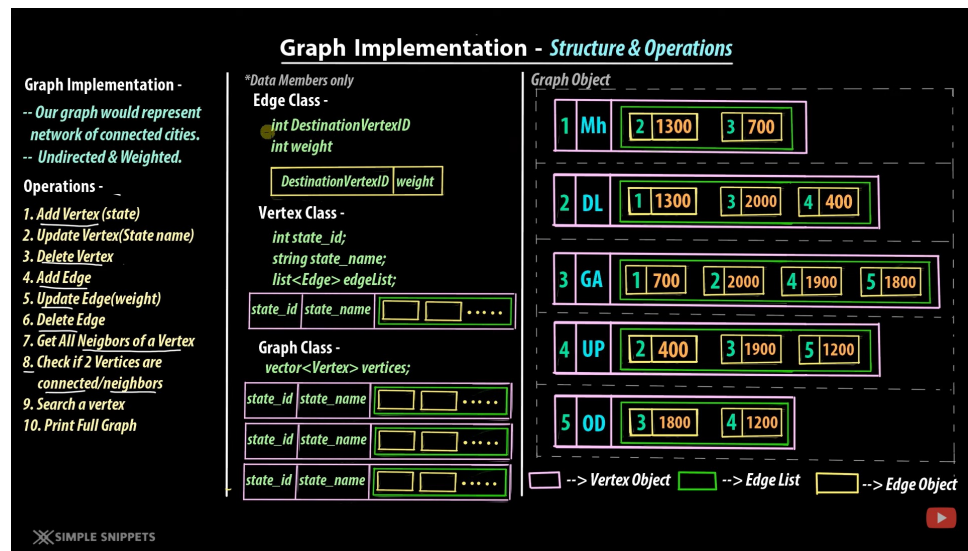 Graph Implementation - Structure & Operations
Graph Implementation -
-- Our graph would represent
network of connected cities.
-- Undirected & Weighted.
Operations -
1. Add Vertex (state)
2. Update Vertex(State name)
3. Delete Vertex
4. Add Edge
5. Update Edge(weight)
6. Delete Edge
7. Get All Neigbors of a Vertex
8. Check if 2 Vertices are
connected/neighbors
9. Search a vertex
10. Print Full Graph
*Data Members only
Edge Class -
int DestinationVertexID
int weight
DestinationVertexID weight
Vertex Class -
int state_id;
string state_name;
list<Edge> edgeList;
state_id state_name .....
Graph Class -
vector<Vertex> vertices;
state_id state_name .....
state_id state_name .....
state_id state_name .....
Graph Object
1 Mh 2 1300 3 700
2 DL 1 1300 3 2000 4 400
3 GA 1 700 2 2000 4 1900 5 1800
4 UP 2 400 3 1900 5 1200
5 OD 3 1800 4 1200
--> Vertex Object --> Edge List --> Edge Object
SIMPLE SNIPPETS